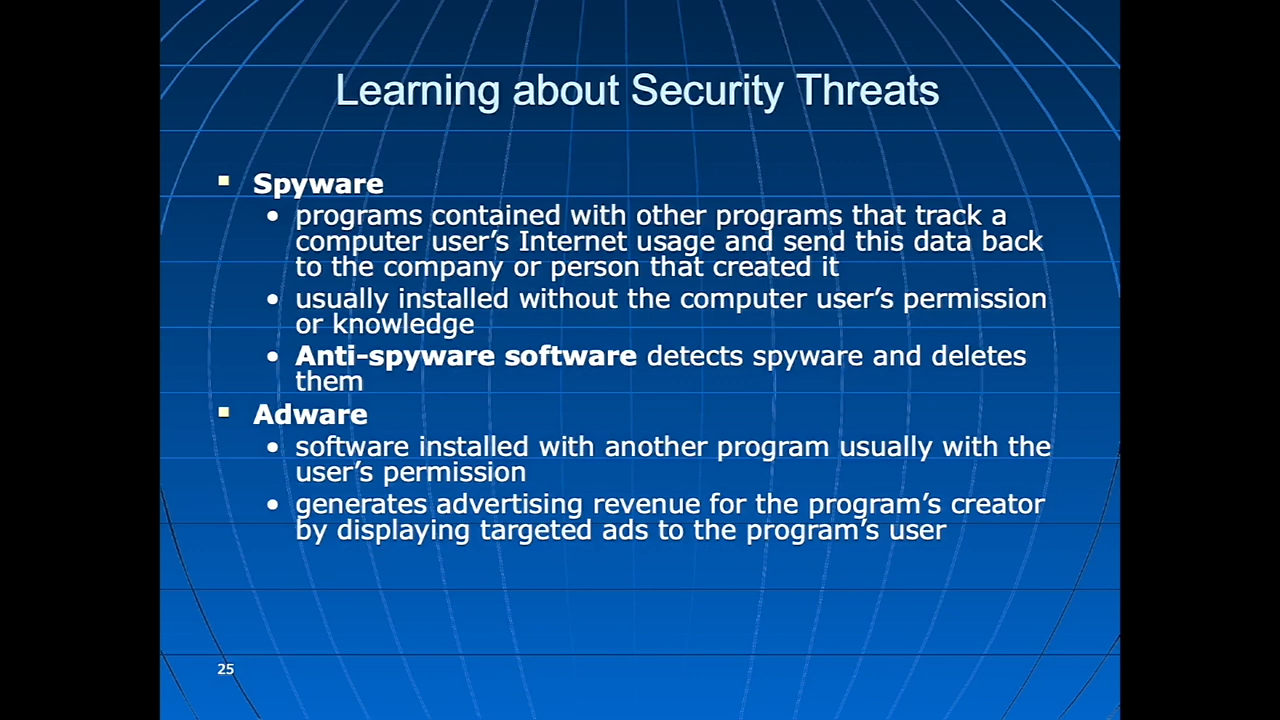 Learning about Security Threats
▪ Spyware
• programs contained with other programs that track a
computer user’s Internet usage and send this data back
to the company or person that created it
• usually installed without the computer user’s permission
or knowledge
• Anti-spyware software detects spyware and deletes
them
▪ Adware
• software installed with another program usually with the
user’s permission
• generates advertising revenue for the program’s creator
by displaying targeted ads to the program’s user
25